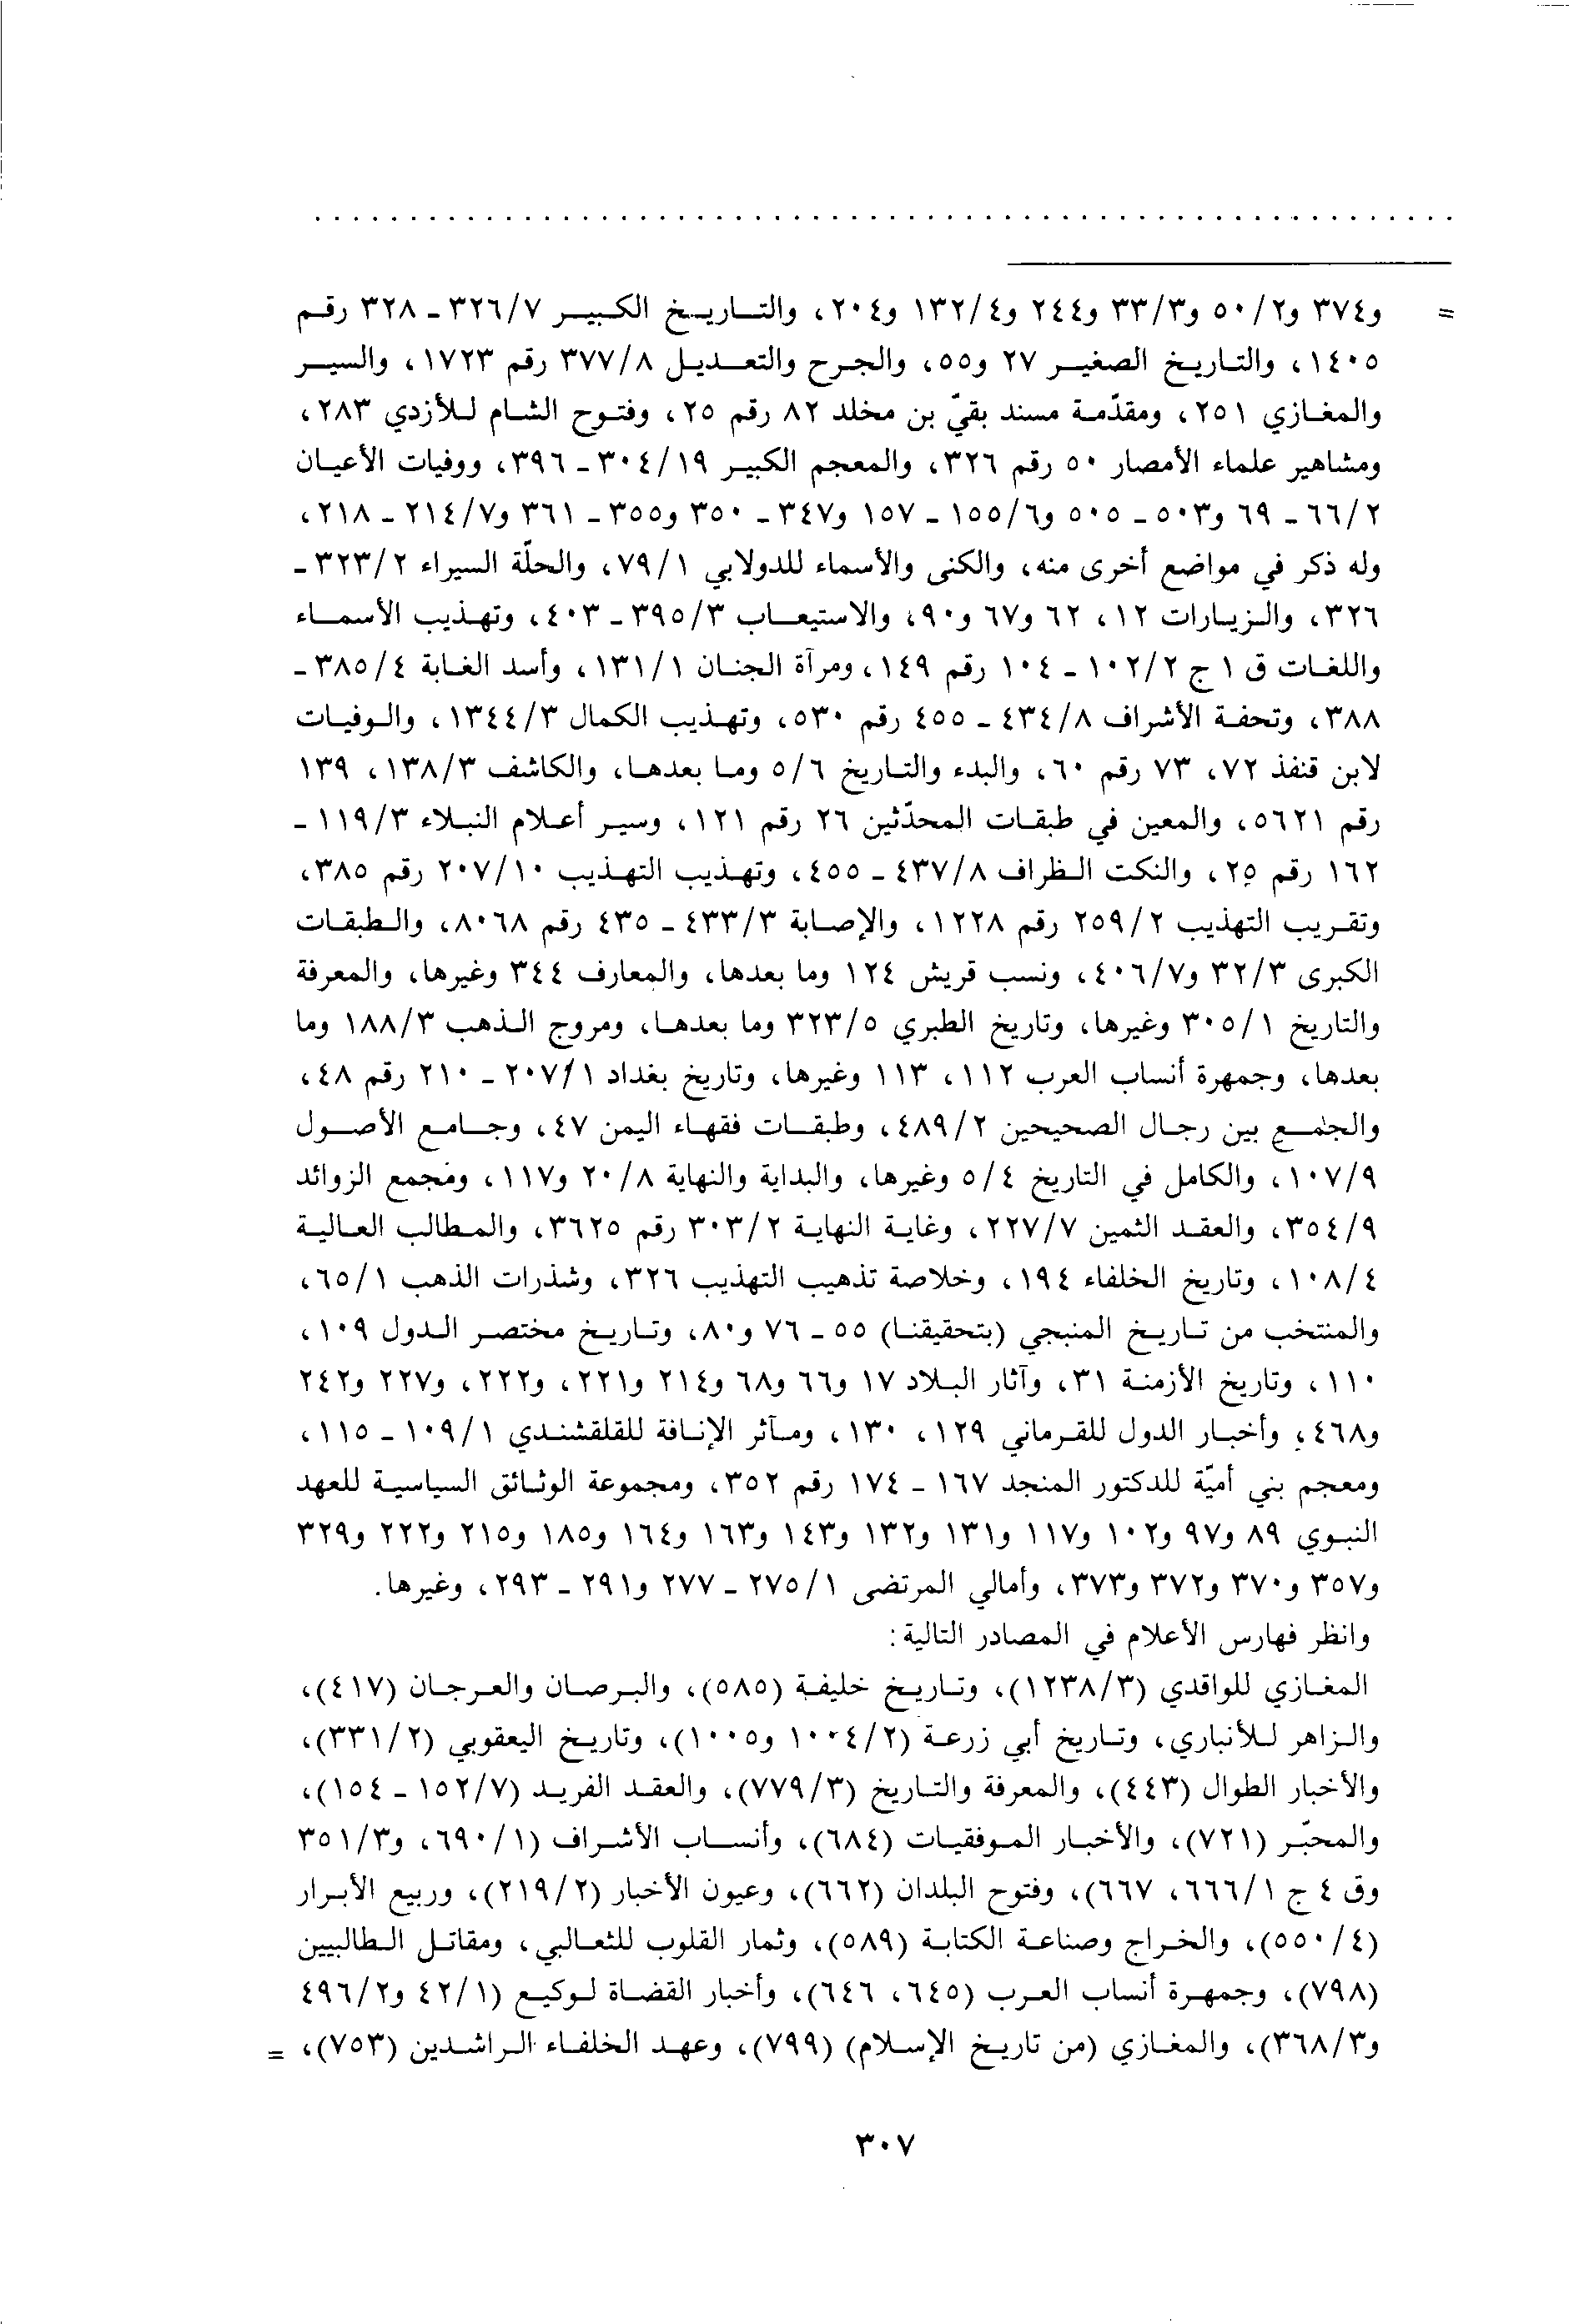 . . . . . . . . . . . . . . . . . . . . . . . . . . . . . . . . . . . . . . . . . . . . . . . . . . . . . . . . . . . .
= و٣٧٤ و٢/ ٥٠ و٣/ ٣٣ و٢٤٤ و٤/ ١٣٢ و٢٠٤، والتاريخ الكبير ٧/ ٣٢٦ - ٣٢٨ رقم
١٤٠٥، والتاريخ الصغير ٢٧ و٥٥، والجرح والتعديل ٨/ ٣٧٧ رقم ١٧٢٣، والسير
والمغازي ٢٥١، ومقدّمة مسند بقيّ بن مخلد ٨٢ رقم ٢٥، وفتوح الشام للأزدي ٢٨٣،
ومشاهير علماء الأمصار ٥٠ رقم ٣٢٦، والمعجم الكبير ١٩/ ٣٠٤ - ٣٩٦، ووفيات الأعيان
٢/ ٦٦ - ٦٩ و٥٠٣ - ٥٠٥ و٦/ ١٥٥ - ١٥٧ و٣٤٧ - ٣٥٠ و٣٥٥ - ٣٦١ و٧/ ٢١٤ - ٢١٨،
وله ذكر في مواضع أخرى منه، والكنى والأسماء للدولابي ١/ ٧٩، والحلّة السيراء ٢/ ٣٢٣ -
٣٢٦، والزيارات ١٢، ٦٢ و٦٧ و٩٠، والاستيعاب ٣/ ٣٩٥ - ٤٠٣، وتهذيب الأسماء
واللغات ق ١ ج ٢/ ١٠٢ - ١٠٤ رقم ١٤٩، ومرآة الجنان ١/ ١٣١، وأسد الغابة ٤/ ٣٨٥ -
٣٨٨، وتحفة الأشراف ٨/ ٤٣٤ - ٤٥٥ رقم ٥٣٠، وتهذيب الكمال ٣/ ١٣٤٤، والوفيات
لابن قنفذ ٧٢، ٧٣ رقم ٦٠، والبدء والتاريخ ٦/ ٥ وما بعدها، والكاشف ٣/ ١٣٨، ١٣٩
رقم ٥٦٢١، والمعين في طبقات المحدّثين ٢٦ رقم ١٢١، وسير أعلام النبلاء ٣/ ١١٩ -
١٦٢ رقم ٢٥، والنكت الظراف ٨/ ٤٣٧ - ٤٥٥، وتهذيب التهذيب ١٠/ ٢٠٧ رقم ٣٨٥،
وتقريب التهذيب ٢/ ٢٥٩ رقم ١٢٢٨، والإصابة ٣/ ٤٣٣ - ٤٣٥ رقم ٨٠٦٨، والطبقات
الكبرى ٣/ ٣٢ و٧/ ٤٠٦، ونسب قريش ١٢٤ وما بعدها، والمعارف ٣٤٤ وغيرها، والمعرفة
والتاريخ ١/ ٣٠٥ وغيرها، وتاريخ الطبري ٥/ ٣٢٣ وما بعدها، ومروج الذهب ٣/ ١٨٨ وما
بعدها، وجمهرة أنساب العرب ١١٢، ١١٣ وغيرها، وتاريخ بغداد ١/ ٢٠٧ - ٢١٠ رقم ٤٨،
والجمع بين رجال الصحيحين ٢/ ٤٨٩، وطبقات فقهاء اليمن ٤٧، وجامع الأصول
٩/ ١٠٧، والكامل في التاريخ ٤/ ٥ وغيرها، والبداية والنهاية ٨/ ٢٠ و١١٧، ومجمع الزوائد
٩/ ٣٥٤، والعقد الثمين ٧/ ٢٢٧، وغاية النهاية ٢/ ٣٠٣ رقم ٣٦٢٥، والمطالب العالية
٤/ ١٠٨، وتاريخ الخلفاء ١٩٤، وخلاصة تذهيب التهذيب ٣٢٦، وشذرات الذهب ١/ ٦٥،
والمنتخب من تاريخ المنبجي (بتحقيقنا) ٥٥ - ٧٦ و٨٠، وتاريخ مختصر الدول ١٠٩،
١١٠، وتاريخ الأزمنة ٣١، وآثار البلاد ١٧ و٦٦ و٦٨ و٢١٤ و٢٢١، و٢٢٢، و٢٢٧ و٢٤٢
و٤٦٨، وأخبار الدول للقرماني ١٢٩، ١٣٠، ومآثر الإنافة للقلقشندي ١/ ١٠٩ - ١١٥،
ومعجم بني أميّة للدكتور المنجد ١٦٧ - ١٧٤ رقم ٣٥٢، ومجموعة الوثائق السياسية للعهد
النبوي ٨٩ و٩٧ و١٠٢ و١١٧ و١٣١ و١٣٢ و١٤٣ و١٦٣ و١٦٤ و١٨٥ و٢١٥ و٢٢٢ و٣٢٩
و٣٥٧ و٣٧٠ و٣٧٢ و٣٧٣، وأمالي المرتضى ١/ ٢٧٥ - ٢٧٧ و٢٩١ - ٢٩٣، وغيرها.
وانظر فهارس الأعلام في المصادر التالية:
المغازي للواقدي (٣/ ١٢٣٨)، وتاريخ خليفة (٥٨٥)، والبرصان والعرجان (٤١٧)،
والزاهر للأنباري، وتاريخ أبي زرعة (٢/ ١٠٠٤ و١٠٠٥)، وتاريخ اليعقوبي (٢/ ٣٣١)،
والأخبار الطوال (٤٤٣)، والمعرفة والتاريخ (٣/ ٧٧٩)، والعقد الفريد (٧/ ١٥٢ - ١٥٤)،
والمحبّر (٧٢١)، والأخبار الموفقيات (٦٨٤)، وأنساب الأشراف (١/ ٦٩٠، و٣/ ٣٥١
وق ٤ ج ١/ ٦٦٦، ٦٦٧)، وفتوح البلدان (٦٦٢)، وعيون الأخبار (٢/ ٢١٩)، وربيع الأبرار
(٤/ ٥٥٠)، والخراج وصناعة الكتابة (٥٨٩)، وثمار القلوب للثعالبي، ومقاتل الطالبيين
(٧٩٨)، وجمهرة أنساب العرب (٦٤٥، ٦٤٦)، وأخبار القضاة لوكيع (١/ ٤٢ و٢/ ٤٩٦
و٣/ ٣٦٨)، والمغازي (من تاريخ الإسلام) (٧٩٩)، وعهد الخلفاء الراشدين (٧٥٣)، =
٣٠٧